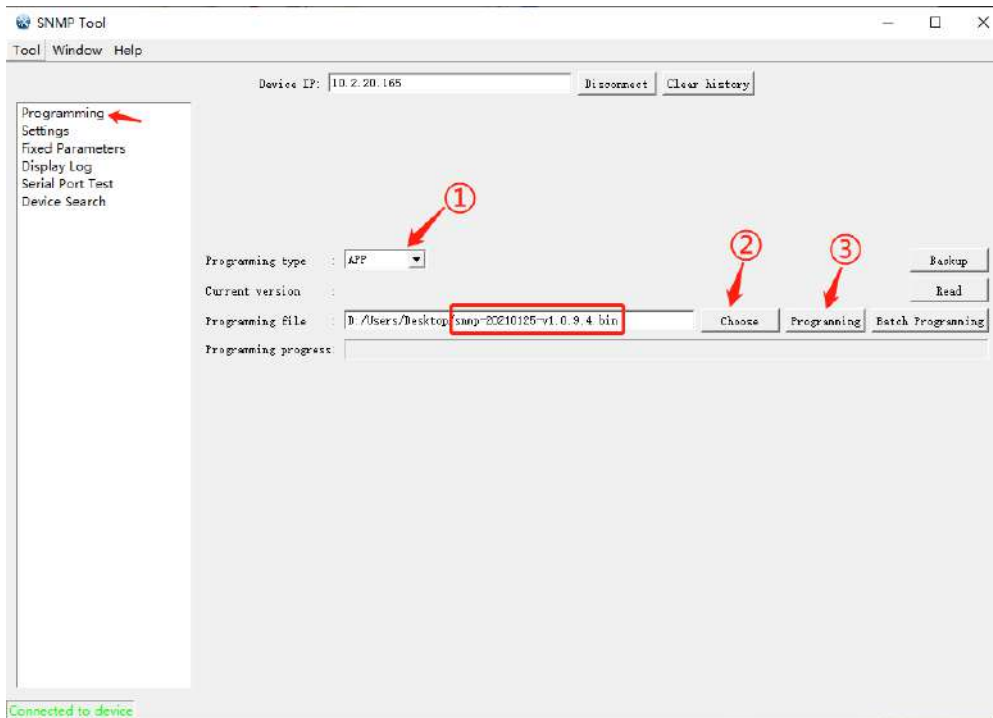 SNMP Tool
Tool Window Help
Device IP: 10.2.20.165 Disconnect Clear history
Programming
Settings
Fixed Parameters
Display Log
Serial Port Test
Device Search
①
② ③
Programming type : APP Backup
Current version : Read
Programming file : D:/Users/Desktop/snmp-20210125-v1.0.9.4.bin Choose Programming Batch Programming
Programming progress:
Connected to device